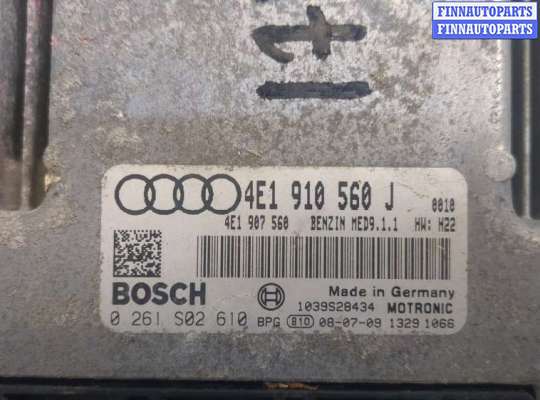 FINNAUTOPARTS
FINNAUTOPARTS
4E1 910 560 J 0010
4E1 907 560 BENZIN MED9.1.1 HW: H22
BOSCH
Made in Germany
1039S28434 MOTRONIC
0 261 S02 610 BPG 810 08-07-09 1329 1066